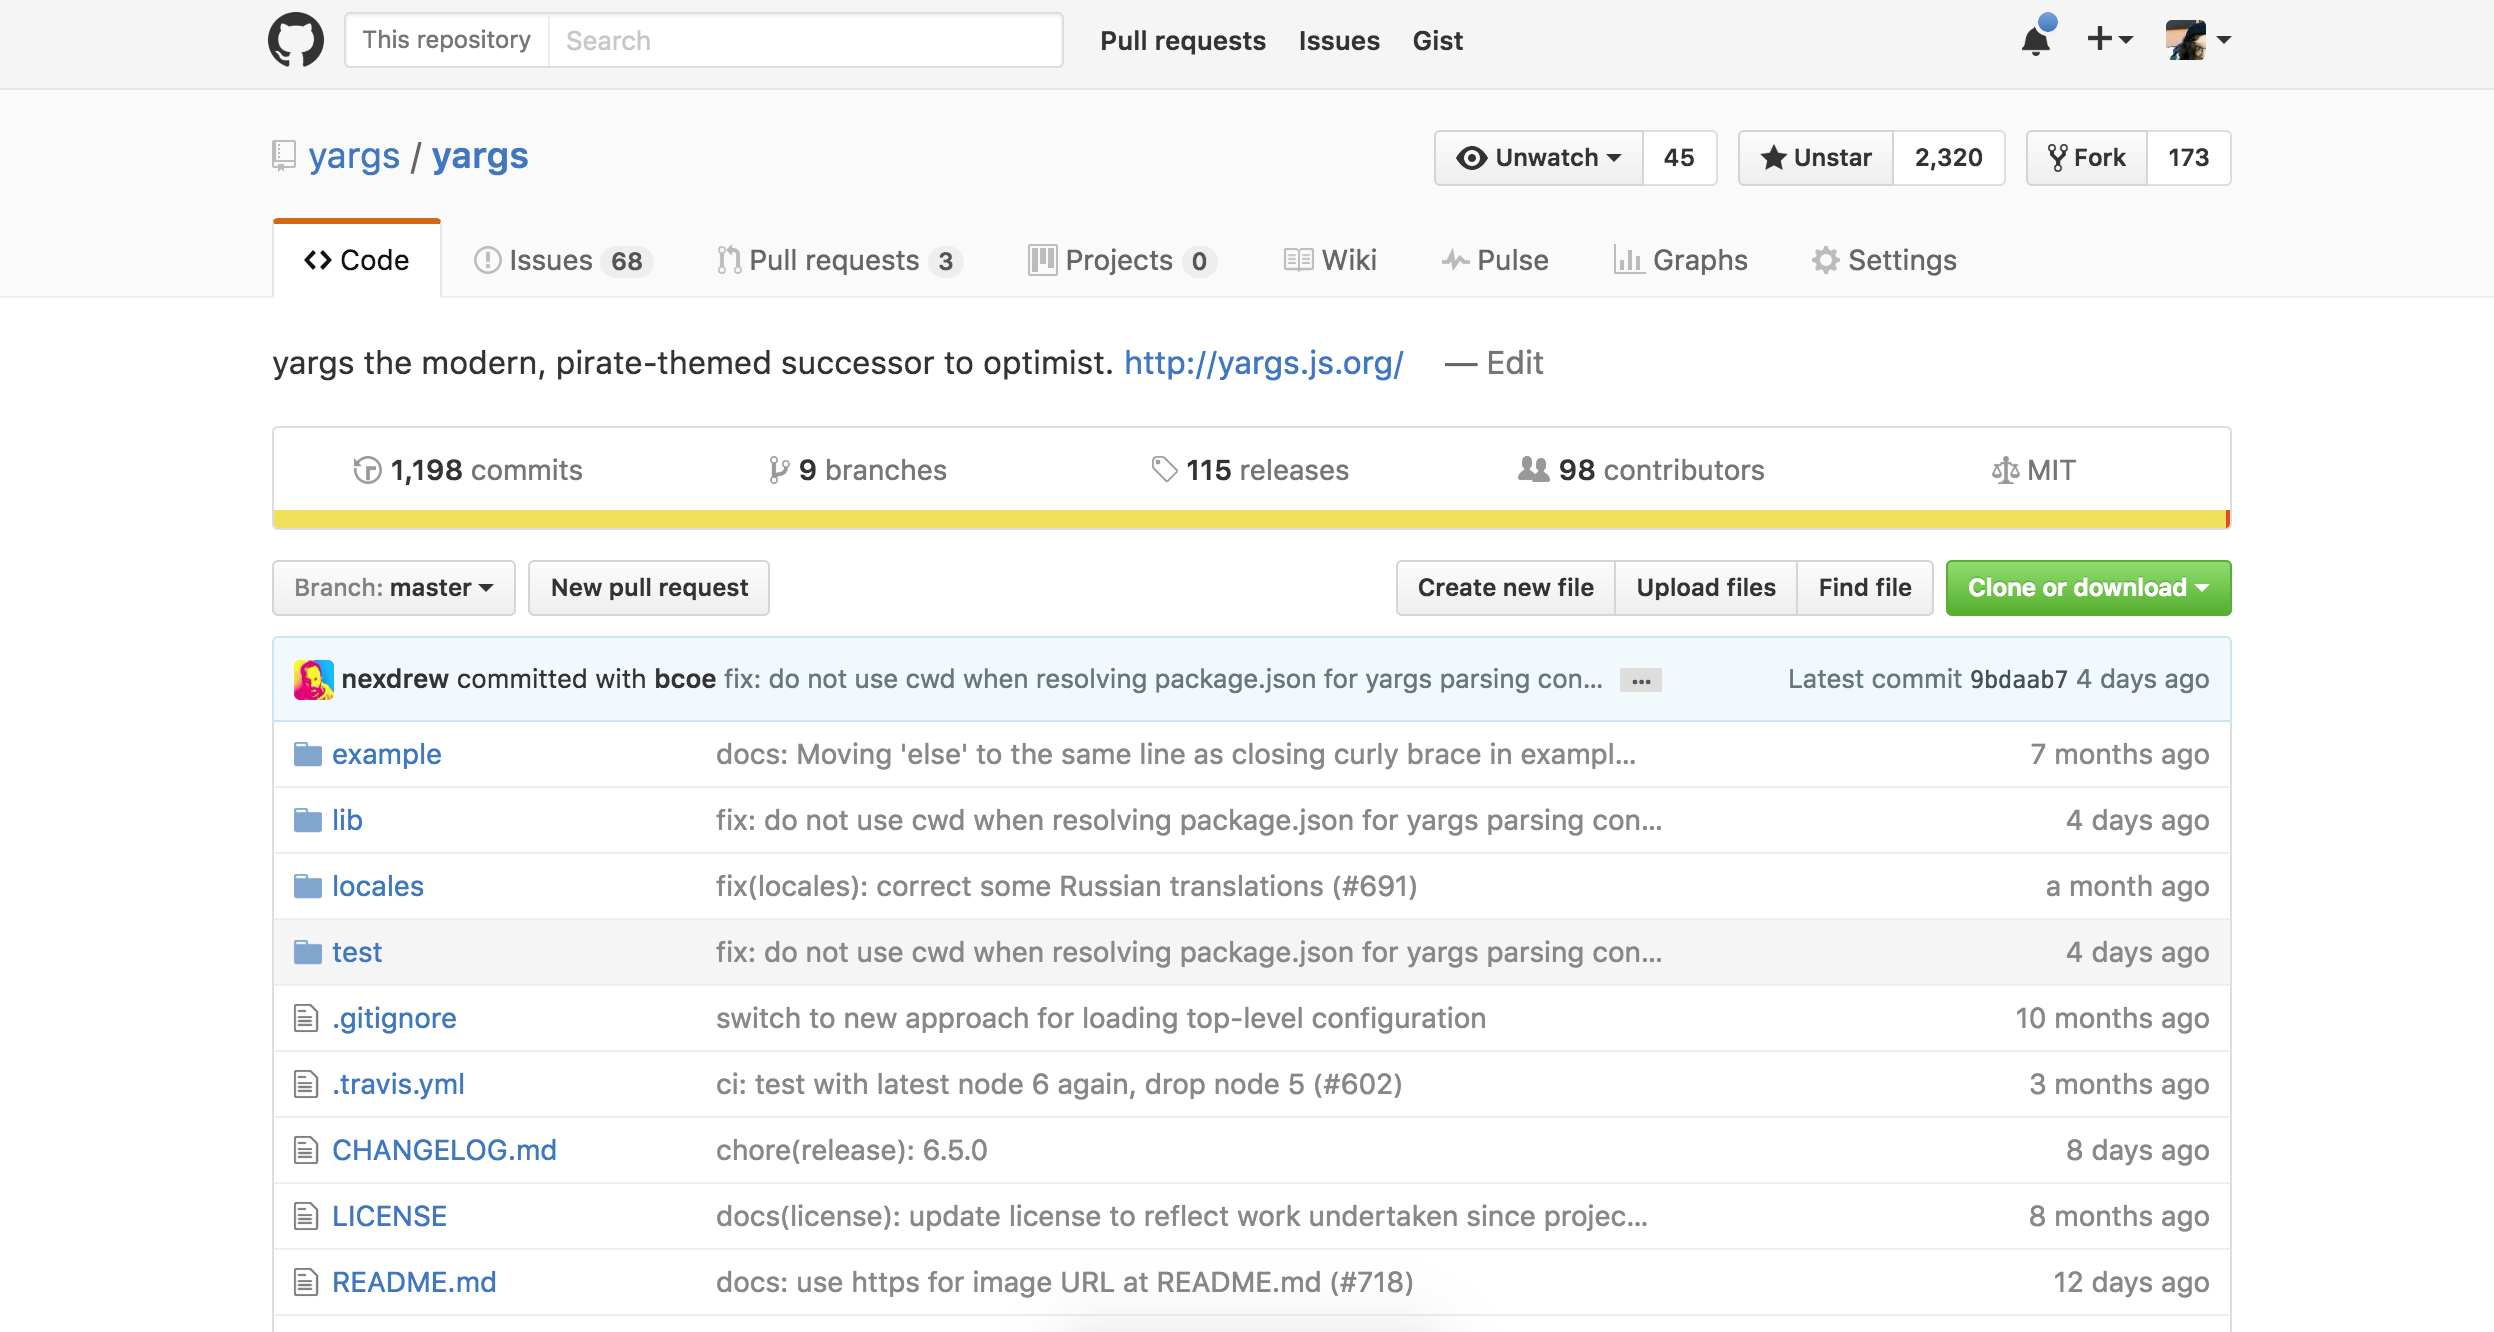 This repository Search Pull requests Issues Gist
yargs / yargs Unwatch 45 Unstar 2,320 Fork 173
Code Issues 68 Pull requests 3 Projects 0 Wiki Pulse Graphs Settings
yargs the modern, pirate-themed successor to optimist. http://yargs.js.org/ — Edit
1,198 commits 9 branches 115 releases 98 contributors MIT
Branch: master New pull request Create new file Upload files Find file Clone or download
nexdrew committed with bcoe fix: do not use cwd when resolving package.json for yargs parsing con… … Latest commit 9bdaab7 4 days ago
example docs: Moving 'else' to the same line as closing curly brace in exampl… 7 months ago
lib fix: do not use cwd when resolving package.json for yargs parsing con… 4 days ago
locales fix(locales): correct some Russian translations (#691) a month ago
test fix: do not use cwd when resolving package.json for yargs parsing con… 4 days ago
.gitignore switch to new approach for loading top-level configuration 10 months ago
.travis.yml ci: test with latest node 6 again, drop node 5 (#602) 3 months ago
CHANGELOG.md chore(release): 6.5.0 8 days ago
LICENSE docs(license): update license to reflect work undertaken since projec… 8 months ago
README.md docs: use https for image URL at README.md (#718) 12 days ago